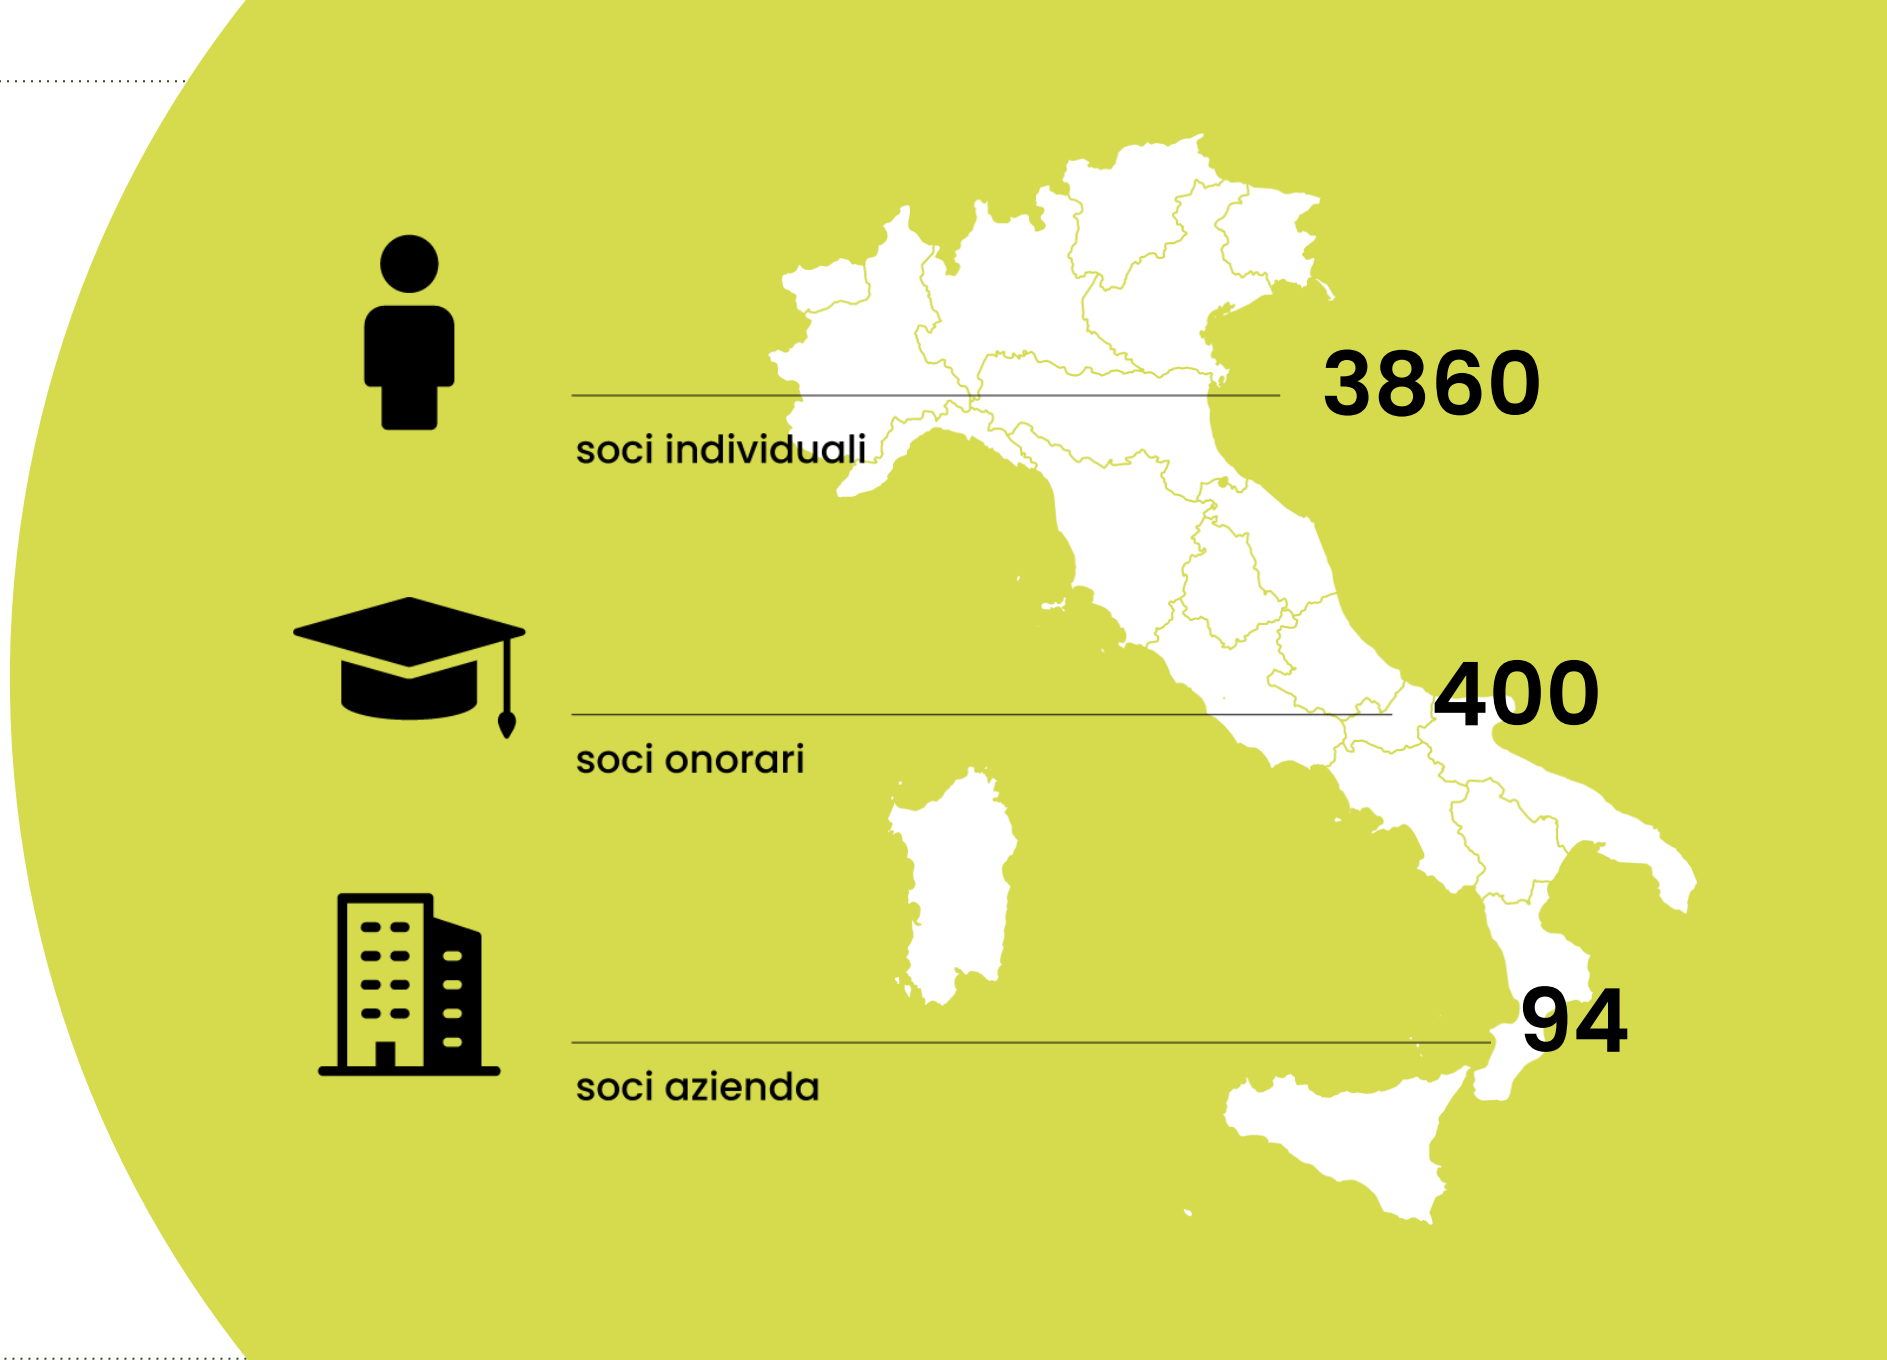 3860
soci individuali
400
soci onorari
94
soci azienda